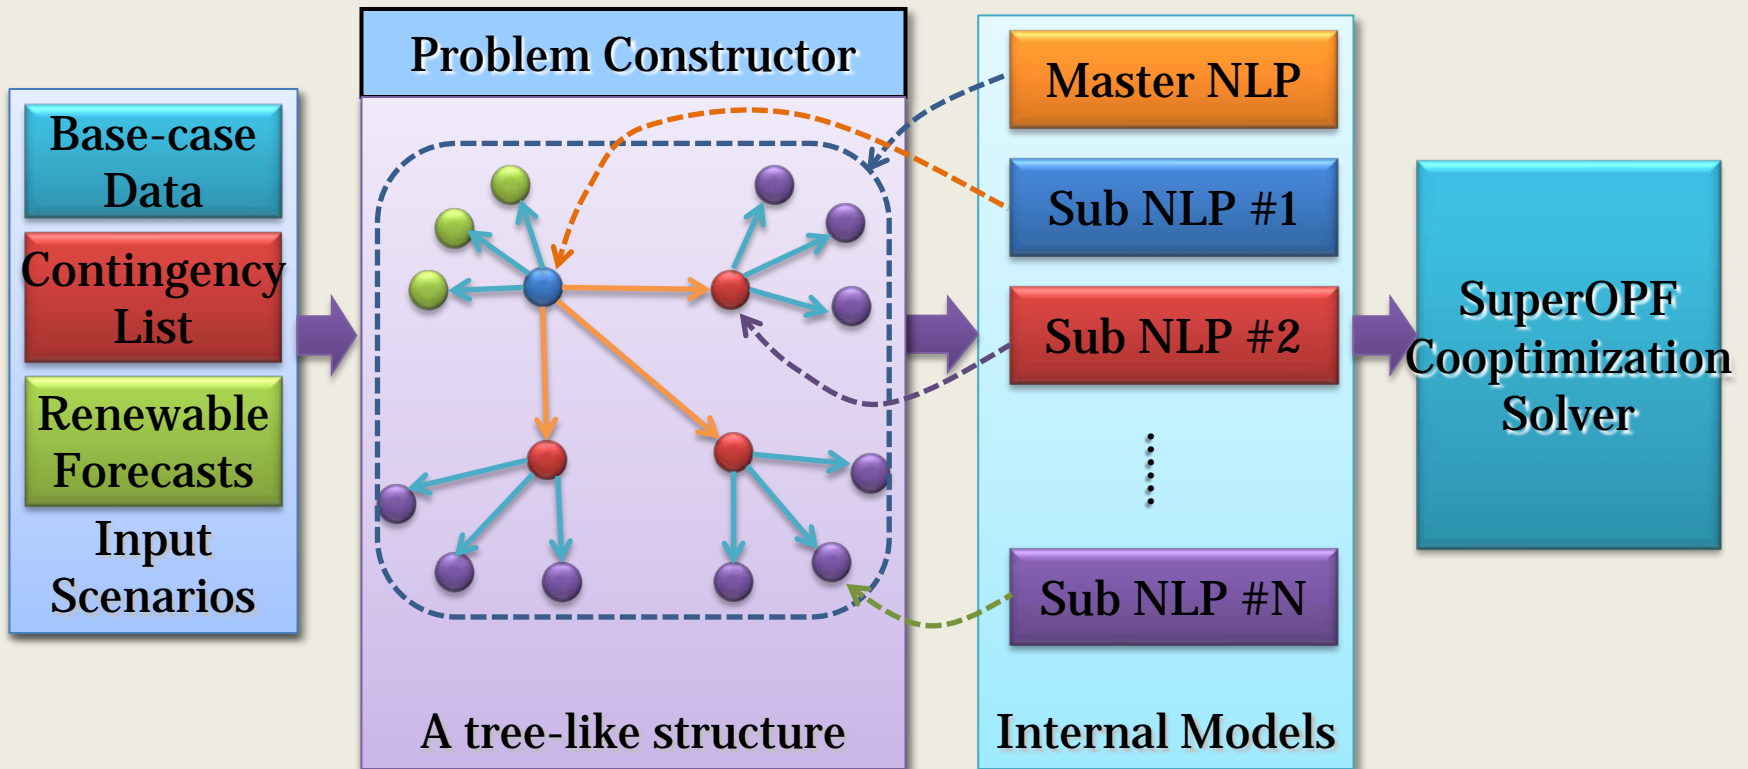 Base-case
Data
Contingency
List
Renewable
Forecasts
Input
Scenarios
Problem Constructor
A tree-like structure
Master NLP
Sub NLP #1
Sub NLP #2
Sub NLP #N
Internal Models
SuperOPF
Cooptimization
Solver